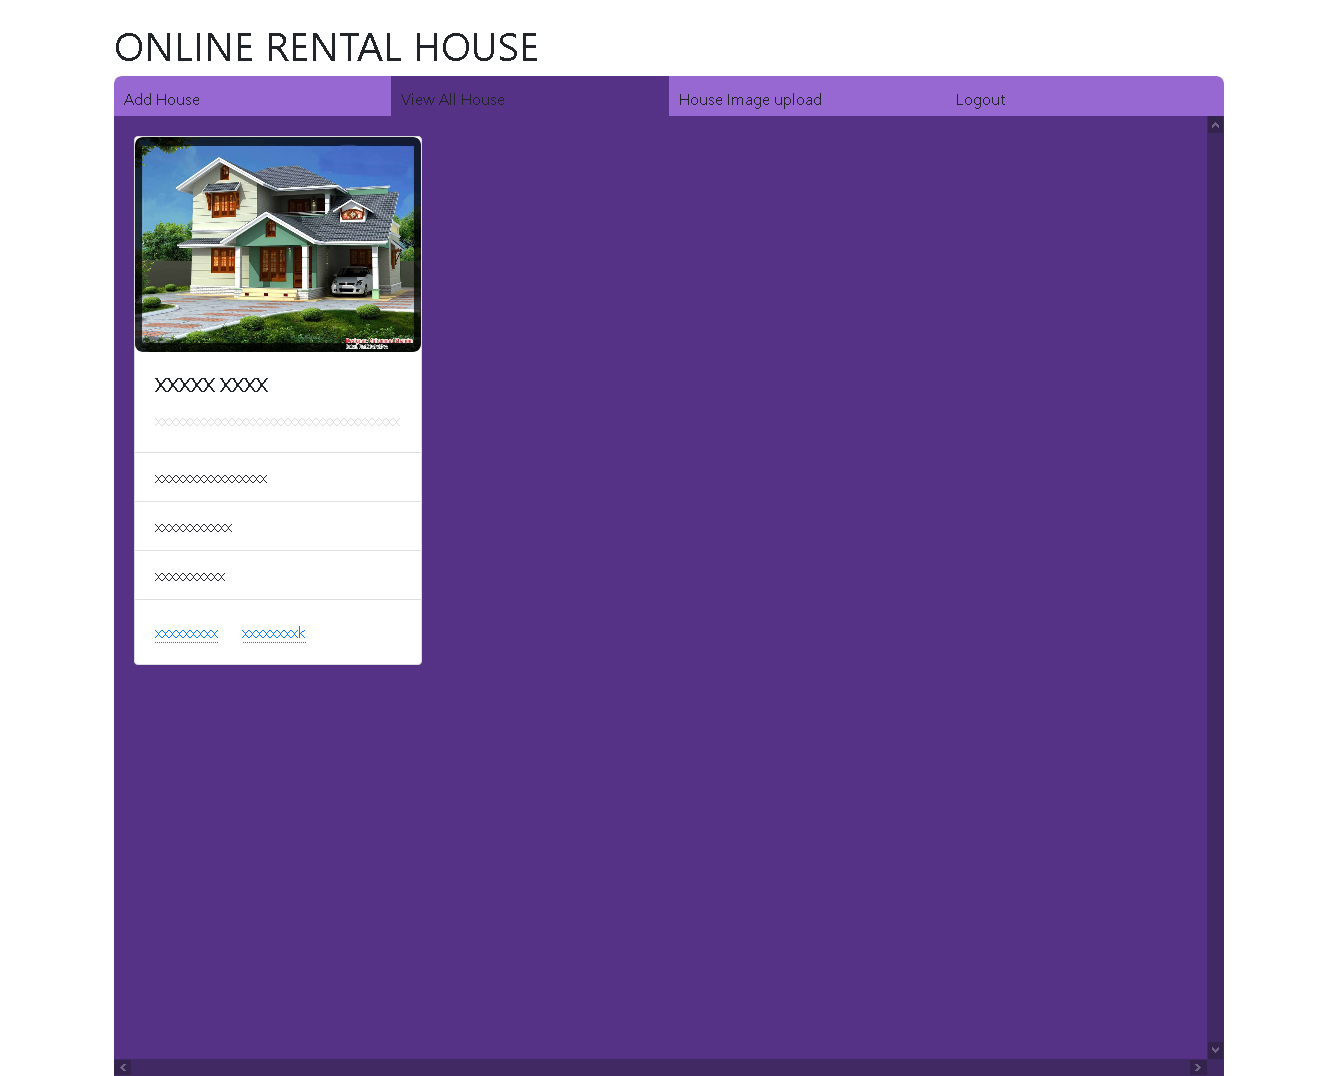 ONLINE RENTAL HOUSE
Add House View All House House Image upload Logout
XXXXX XXXX
xxxxxxxxxxxxxxxx
xxxxxxxxxxx
xxxxxxxxxx
xxxxxxxxx xxxxxxxxk